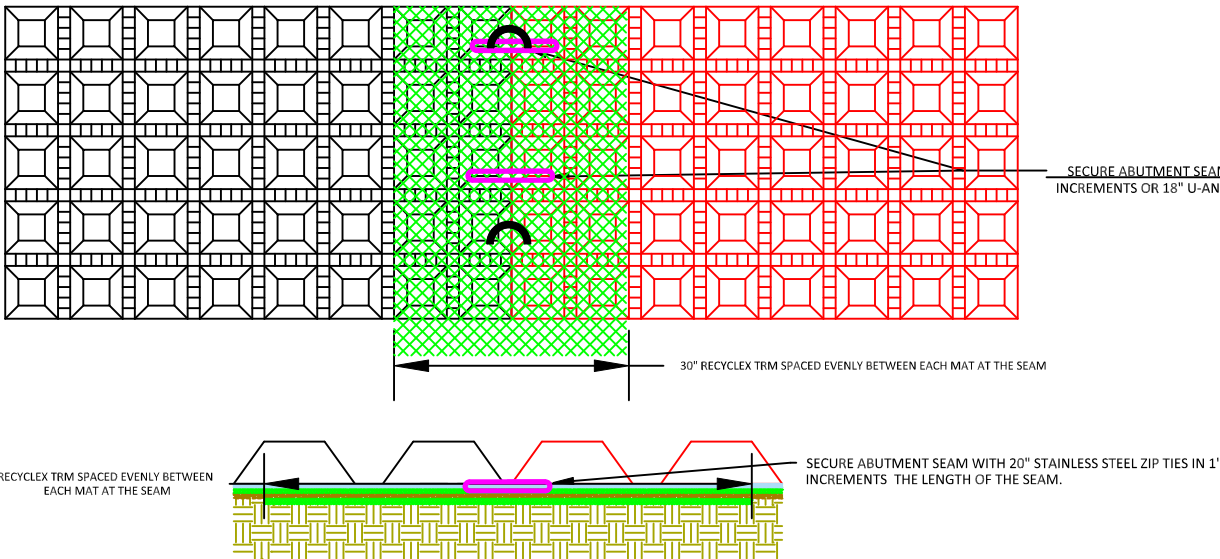 SECURE ABUTMENT SEAM
INCREMENTS OR 18" U-AN
30" RECYCLEX TRM SPACED EVENLY BETWEEN EACH MAT AT THE SEAM
RECYCLEX TRM SPACED EVENLY BETWEEN
EACH MAT AT THE SEAM
SECURE ABUTMENT SEAM WITH 20" STAINLESS STEEL ZIP TIES IN 1'
INCREMENTS THE LENGTH OF THE SEAM.